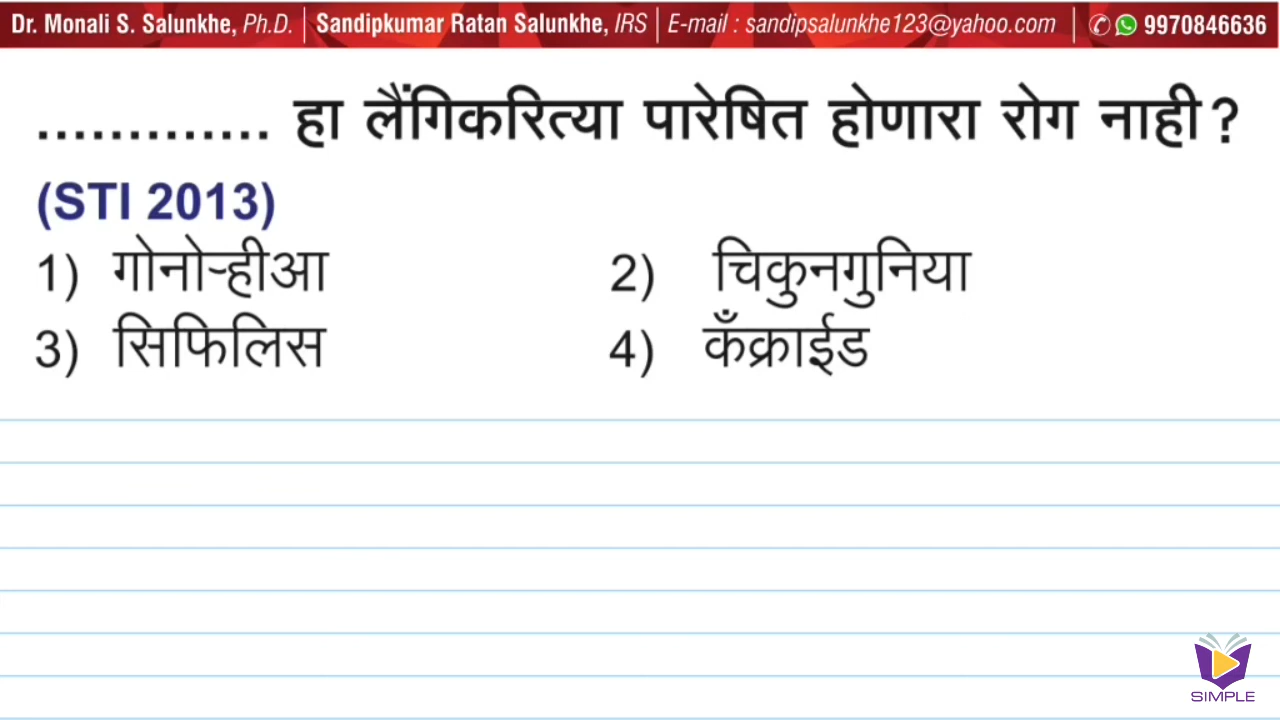 Dr. Monali S. Salunkhe, Ph.D. | Sandipkumar Ratan Salunkhe, IRS | E-mail : sandipsalunkhe123@yahoo.com | 9970846636
............. हा लैंगिकरित्या पारेषित होणारा रोग नाही?
(STI 2013)
1) गोनोऱ्हीआ 2) चिकुनगुनिया
3) सिफिलिस 4) कँक्राईड
SIMPLE